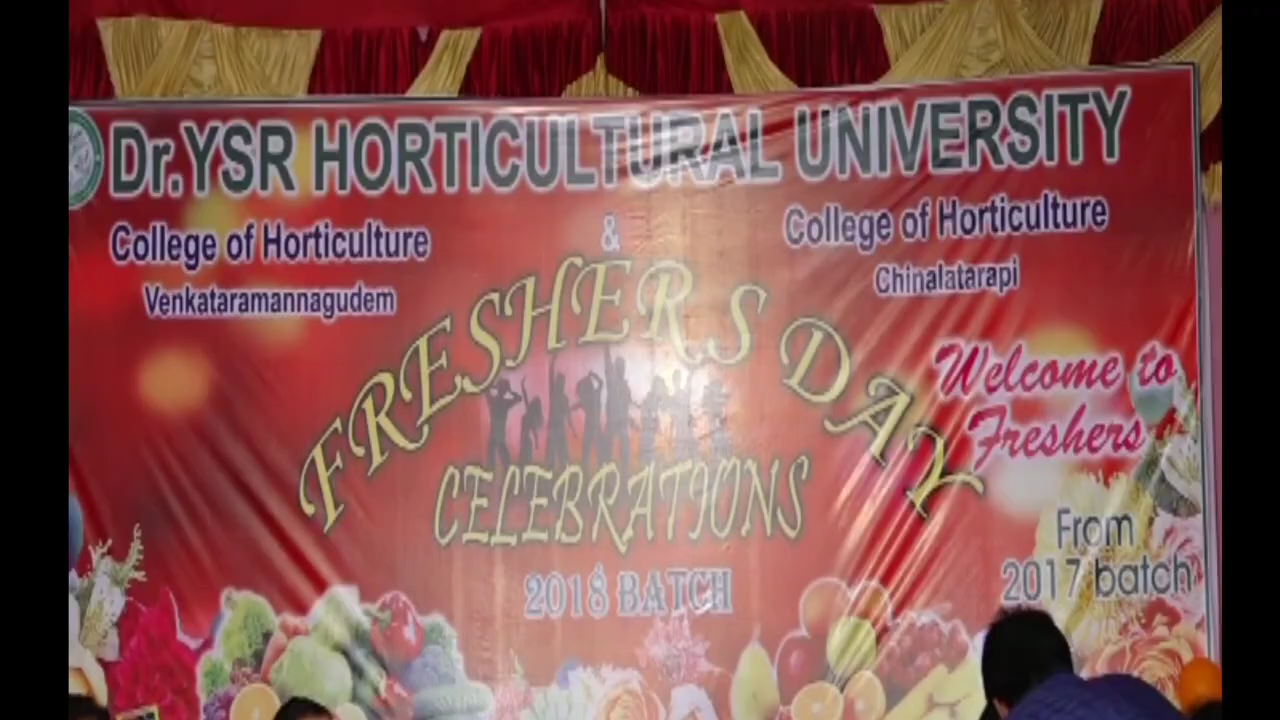 Dr.YSR HORTICULTURAL UNIVERSITY
College of Horticulture
Venkataramannagudem
&
College of Horticulture
Chinalatarapi
FRESHERS DAY
CELEBRATIONS
2018 BATCH
Welcome to
Freshers
From
2017 batch